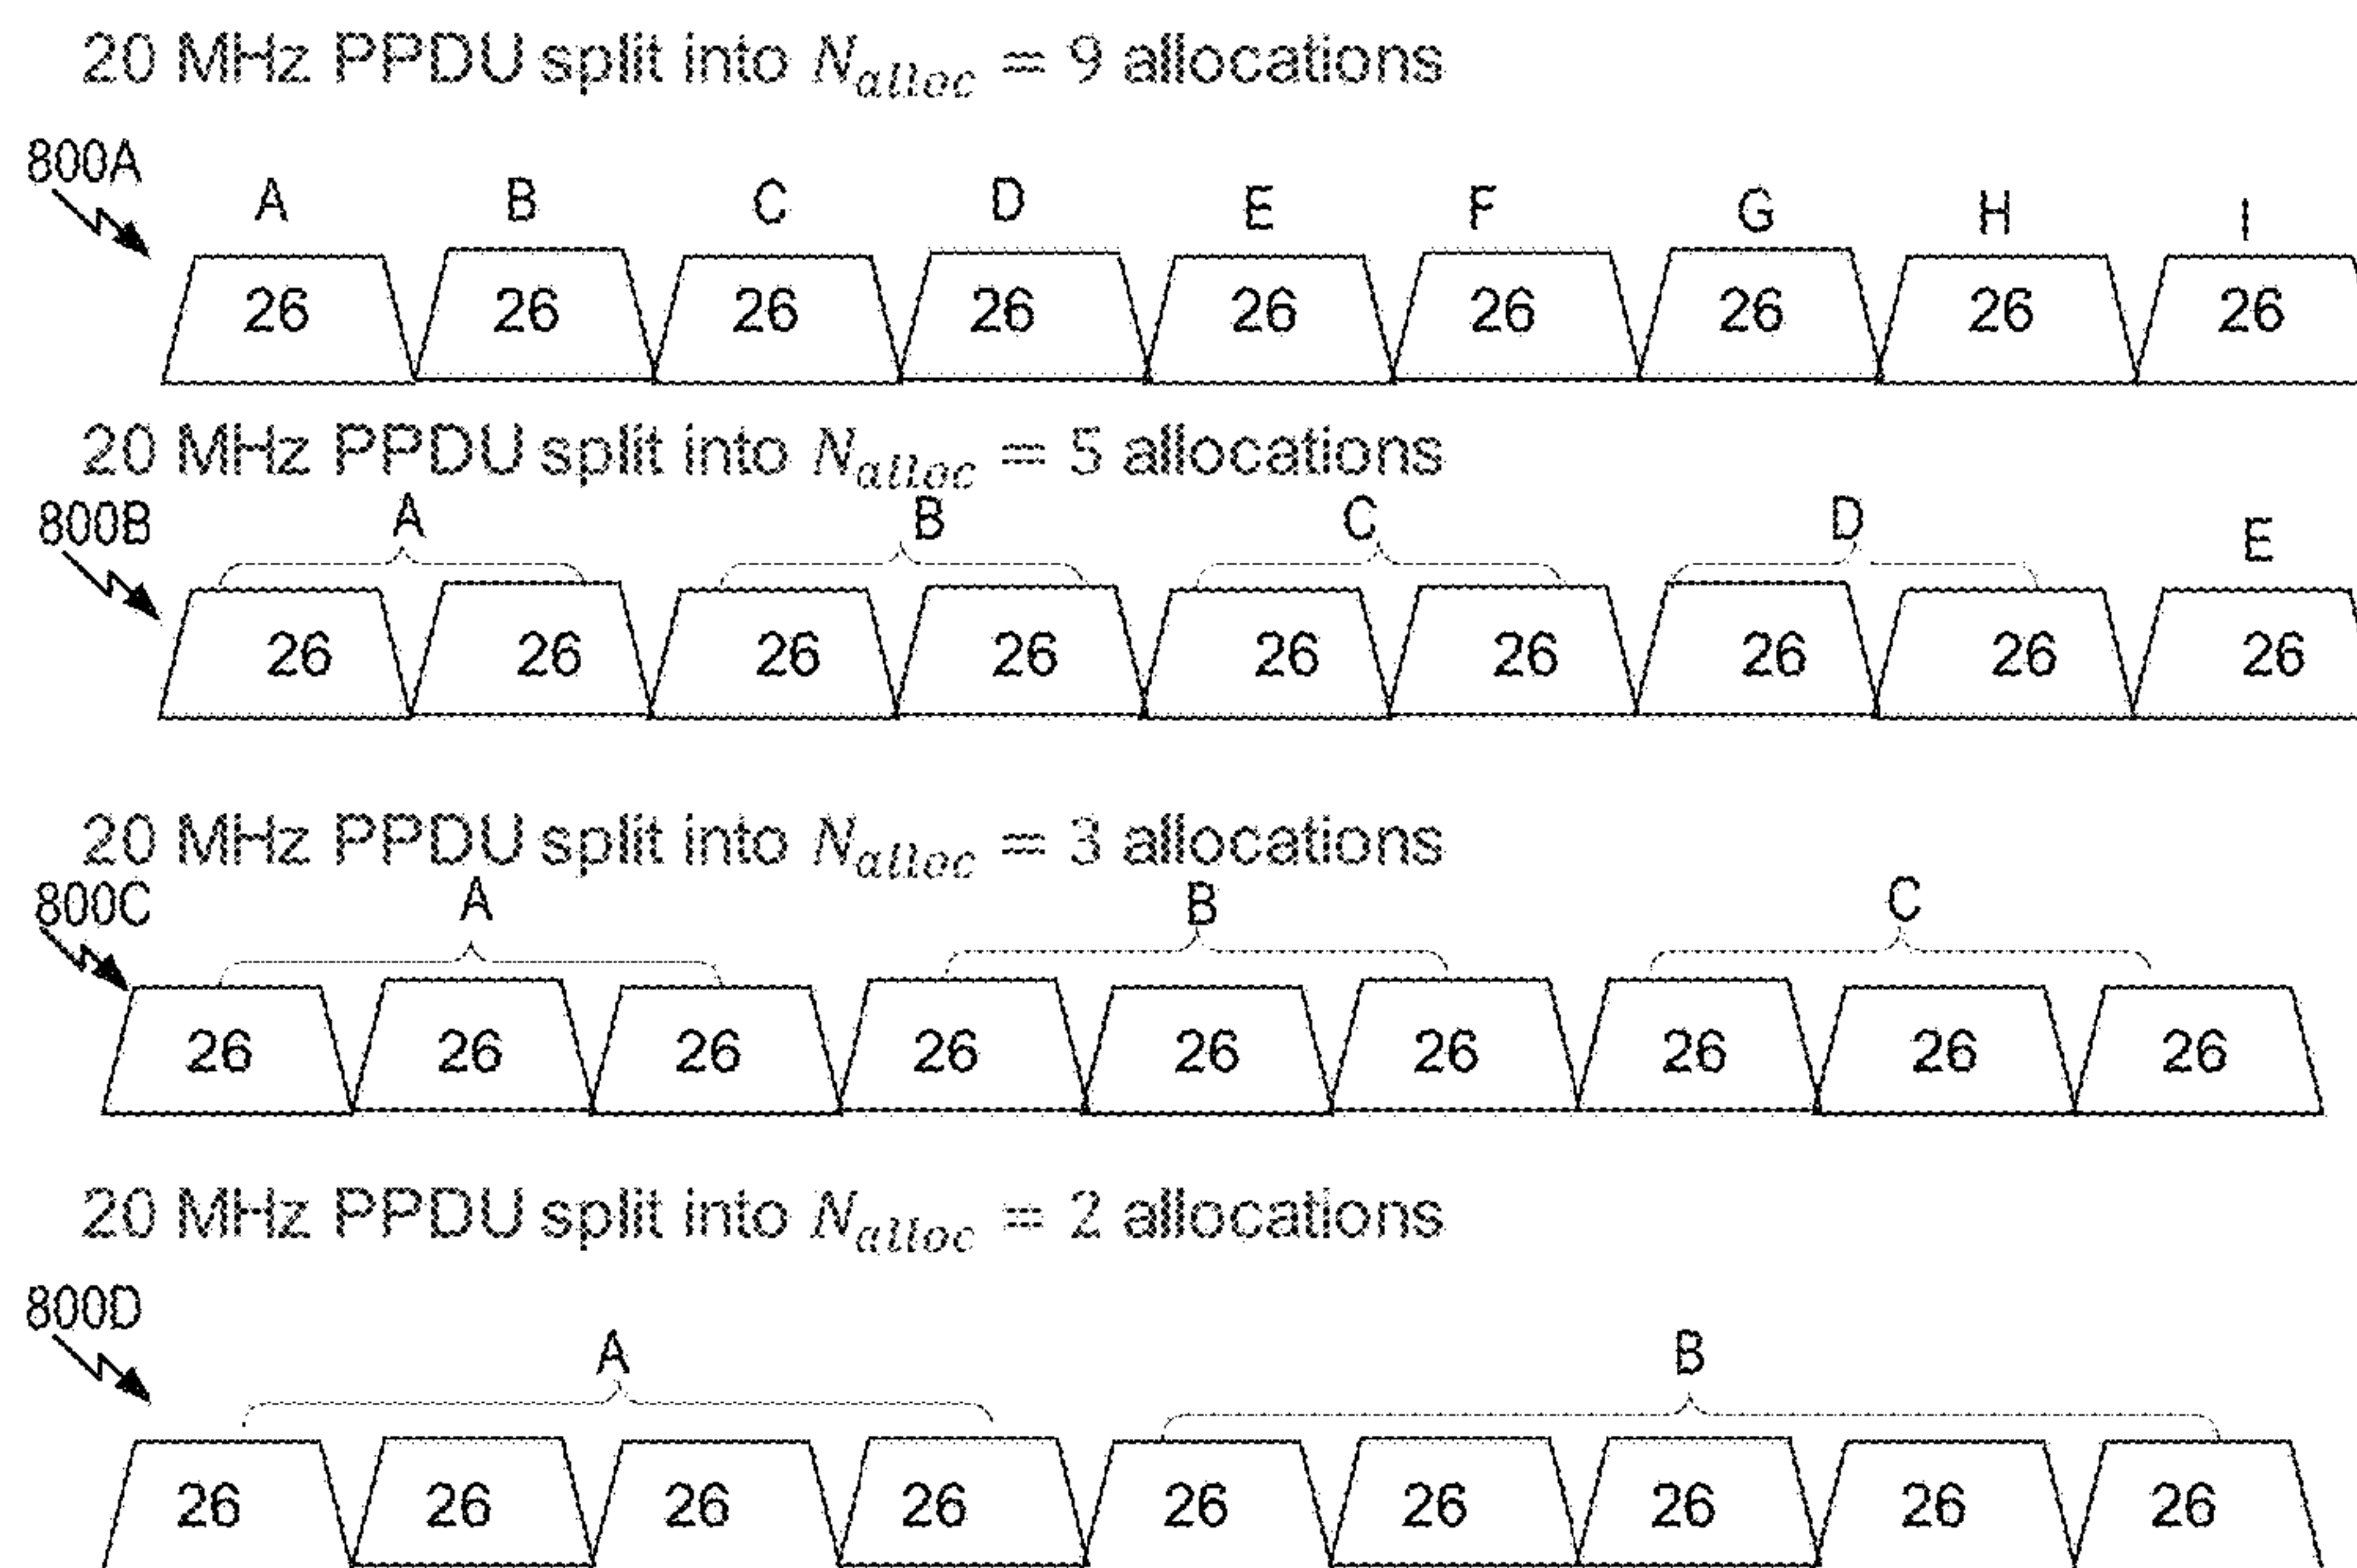 20 MHz PPDU split into N_alloc = 9 allocations
800A
A B C D E F G H I
26 26 26 26 26 26 26 26 26
20 MHz PPDU split into N_alloc = 5 allocations
800B
A B C D E
26 26 26 26 26 26 26 26 26
20 MHz PPDU split into N_alloc = 3 allocations
800C
A B C
26 26 26 26 26 26 26 26 26
20 MHz PPDU split into N_alloc = 2 allocations
800D
A B
26 26 26 26 26 26 26 26 26